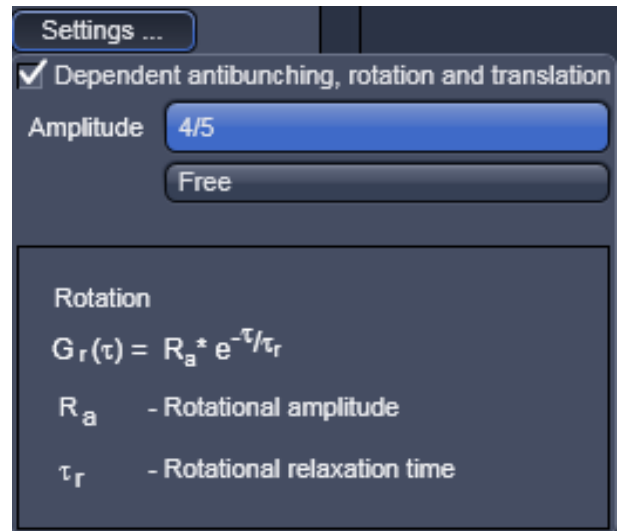 Settings ...
Dependent antibunching, rotation and translation
Amplitude 4/5
Free
Rotation
G r (τ) = Ra* e-τ/τr
Ra - Rotational amplitude
τr - Rotational relaxation time